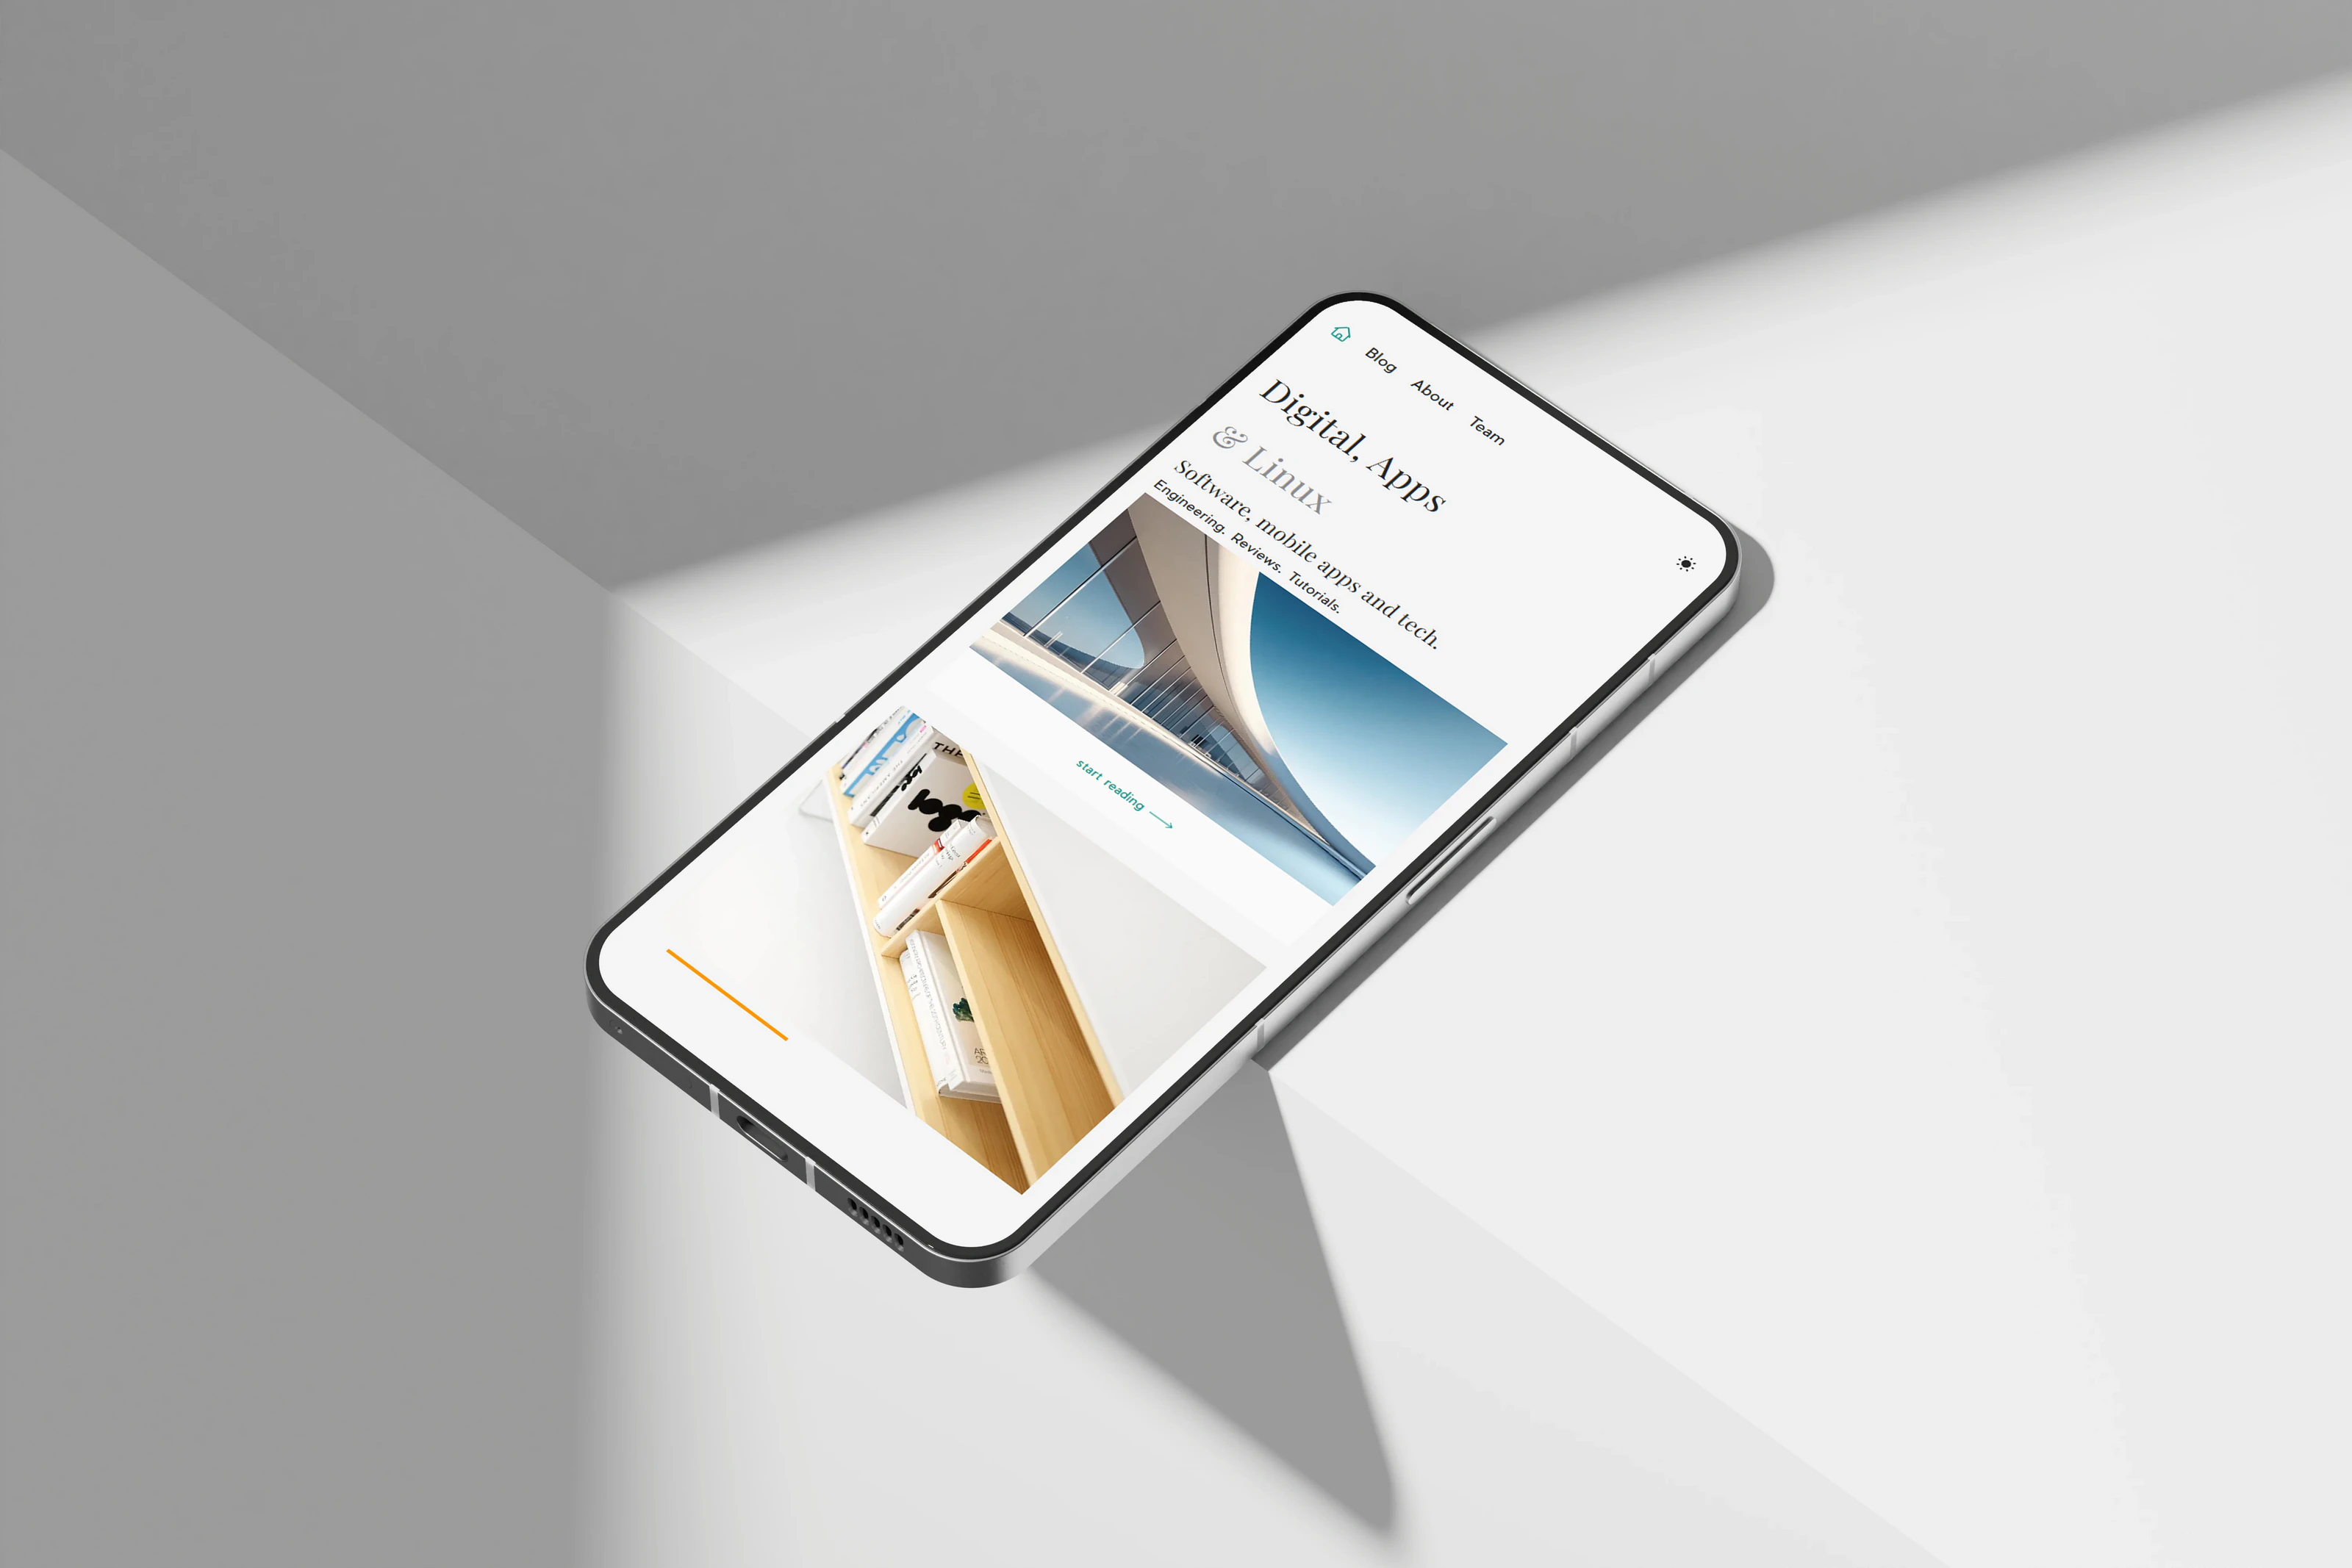 Blog About Team
Digital, Apps
& Linux
Software, mobile apps and tech.
Engineering. Reviews. Tutorials.
start reading